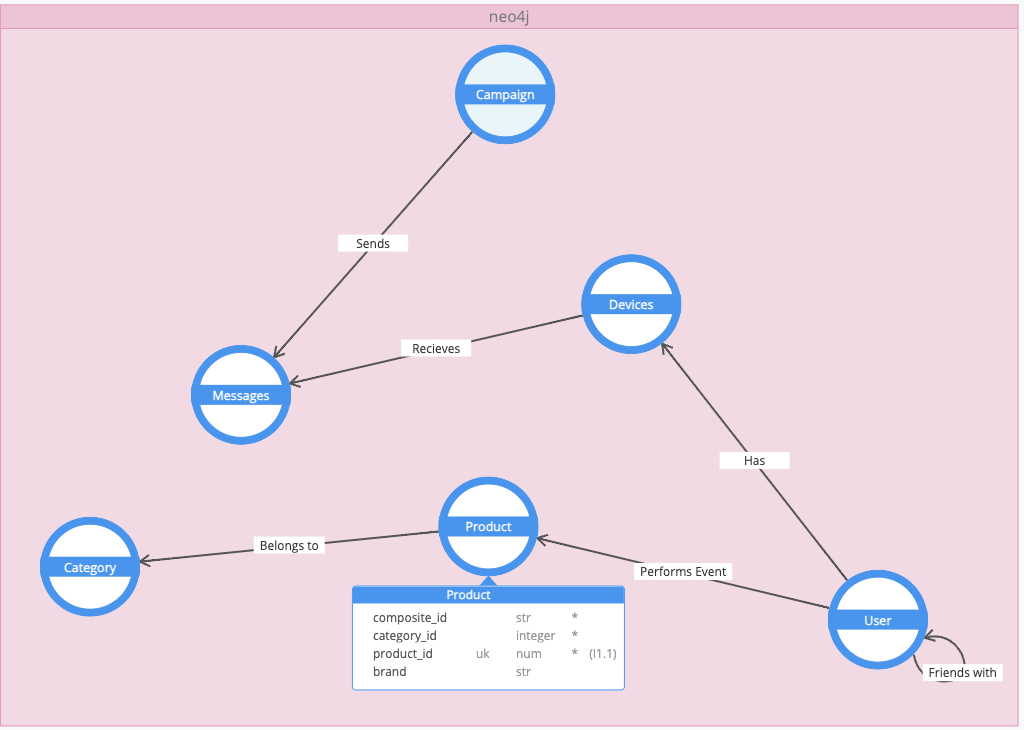 neo4j
Campaign
Sends
Devices
Recieves
Messages
Has
Product
Belongs to
Category
Performs Event
Product
composite_id str *
category_id integer *
product_id uk num * (I1.1)
brand str
User
Friends with